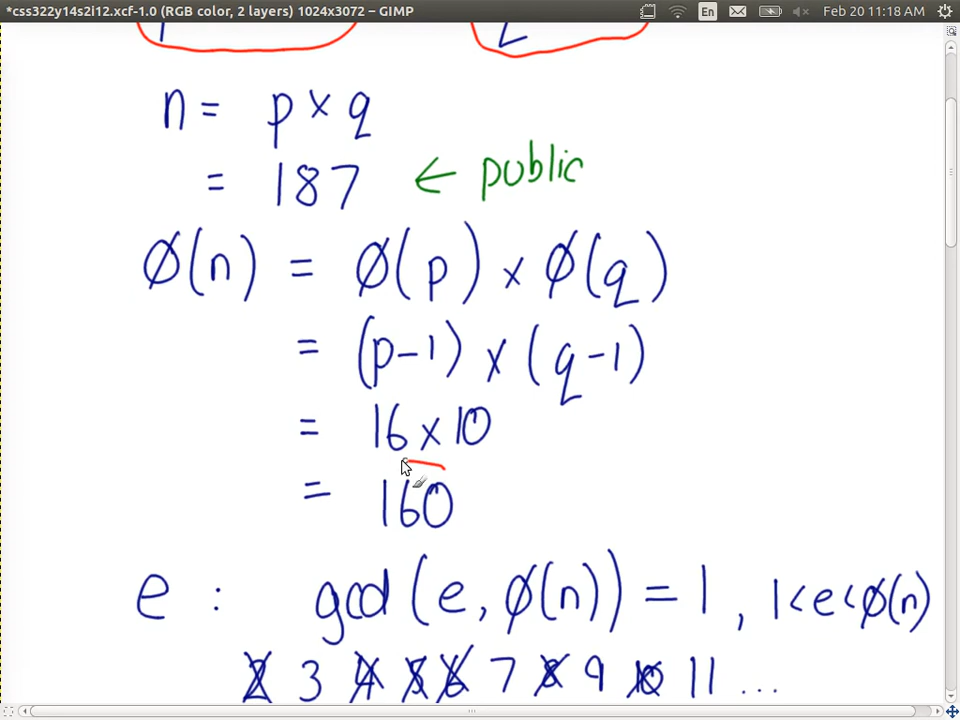 *css322y14s2i12.xcf-1.0 (RGB color, 2 layers) 1024x3072 – GIMP En Feb 20 11:18 AM
n = p × q
= 187 ← public
Ø(n) = Ø(p) × Ø(q)
= (p-1) × (q-1)
= 16 × 10
= 160
e : gcd(e, Ø(n)) = 1, 1<e<Ø(n)
2 3 4 5 6 7 8 9 10 11 ...